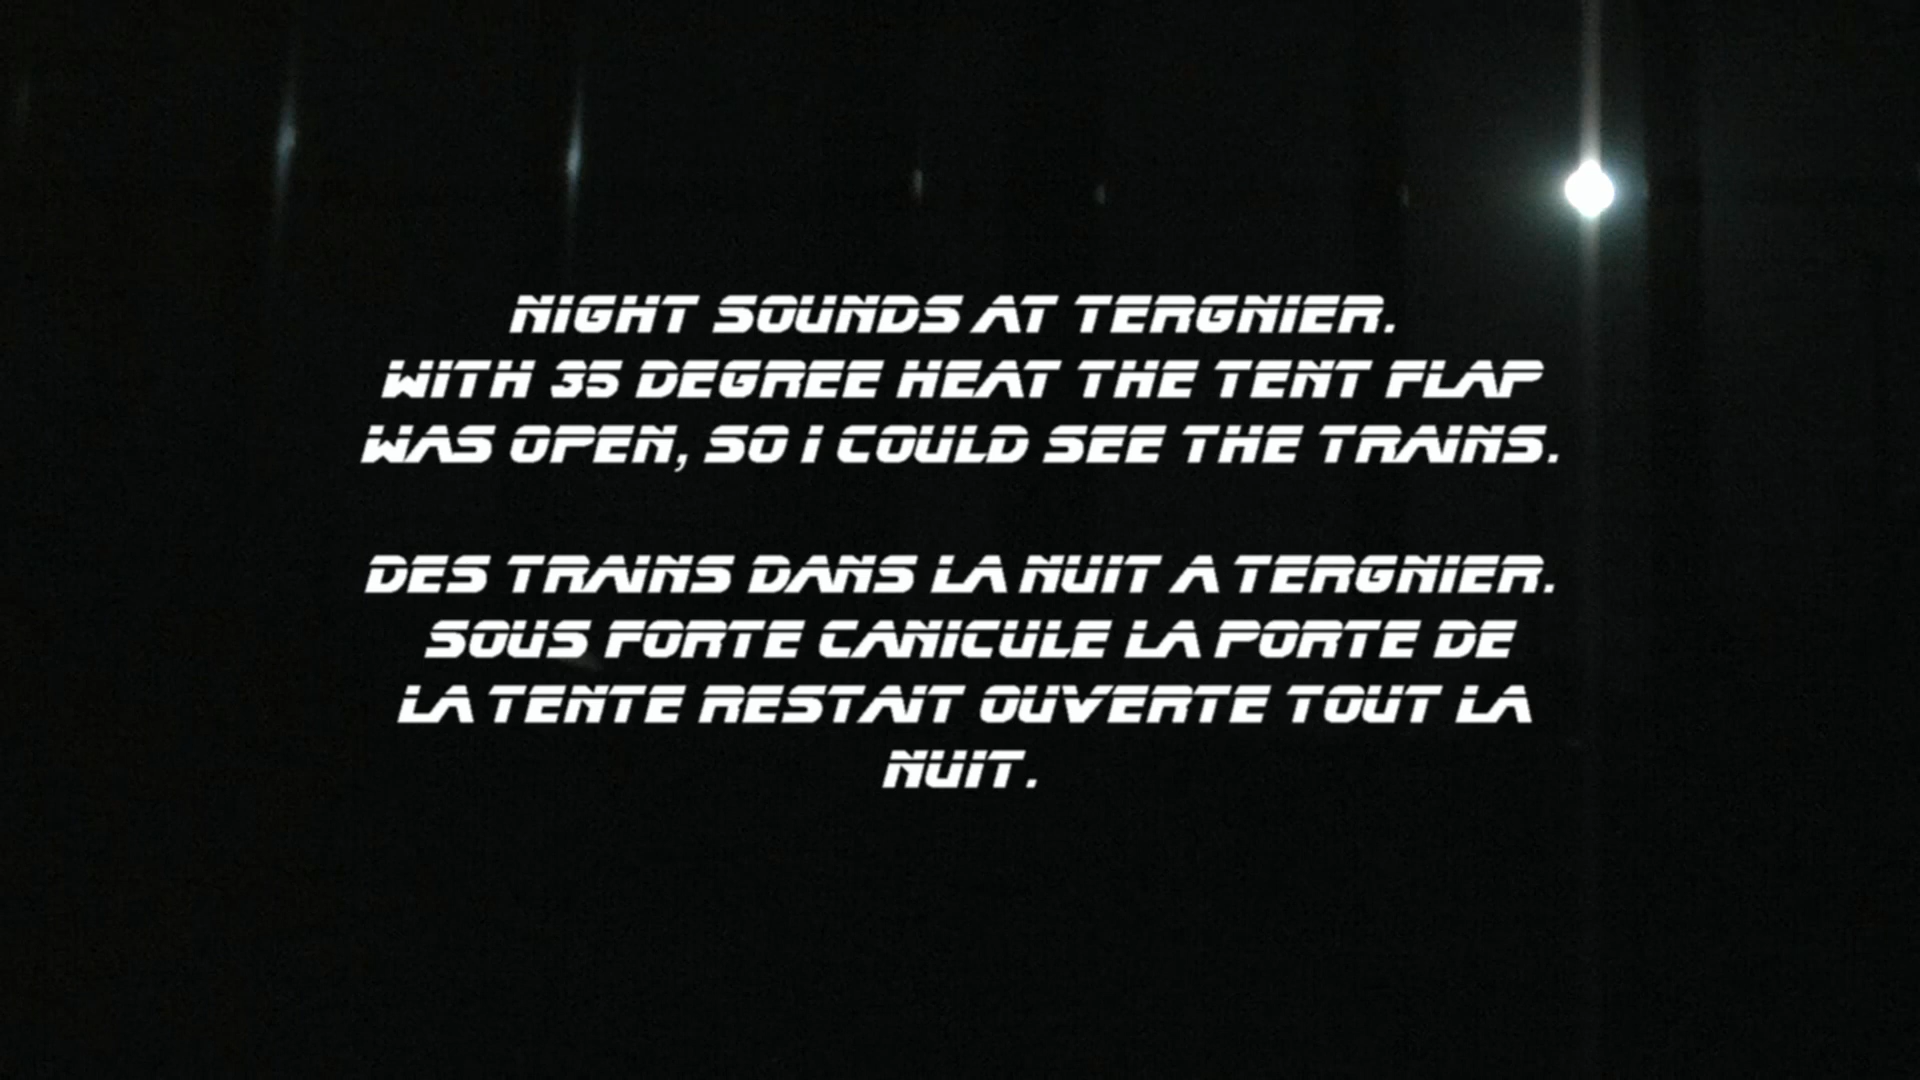 NIGHT SOUNDS AT TERGNIER.
WITH 35 DEGREE HEAT THE TENT FLAP
WAS OPEN, SO I COULD SEE THE TRAINS.
DES TRAINS DANS LA NUIT A TERGNIER.
SOUS FORTE CANICULE LA PORTE DE
LA TENTE RESTAIT OUVERTE TOUT LA
NUIT.